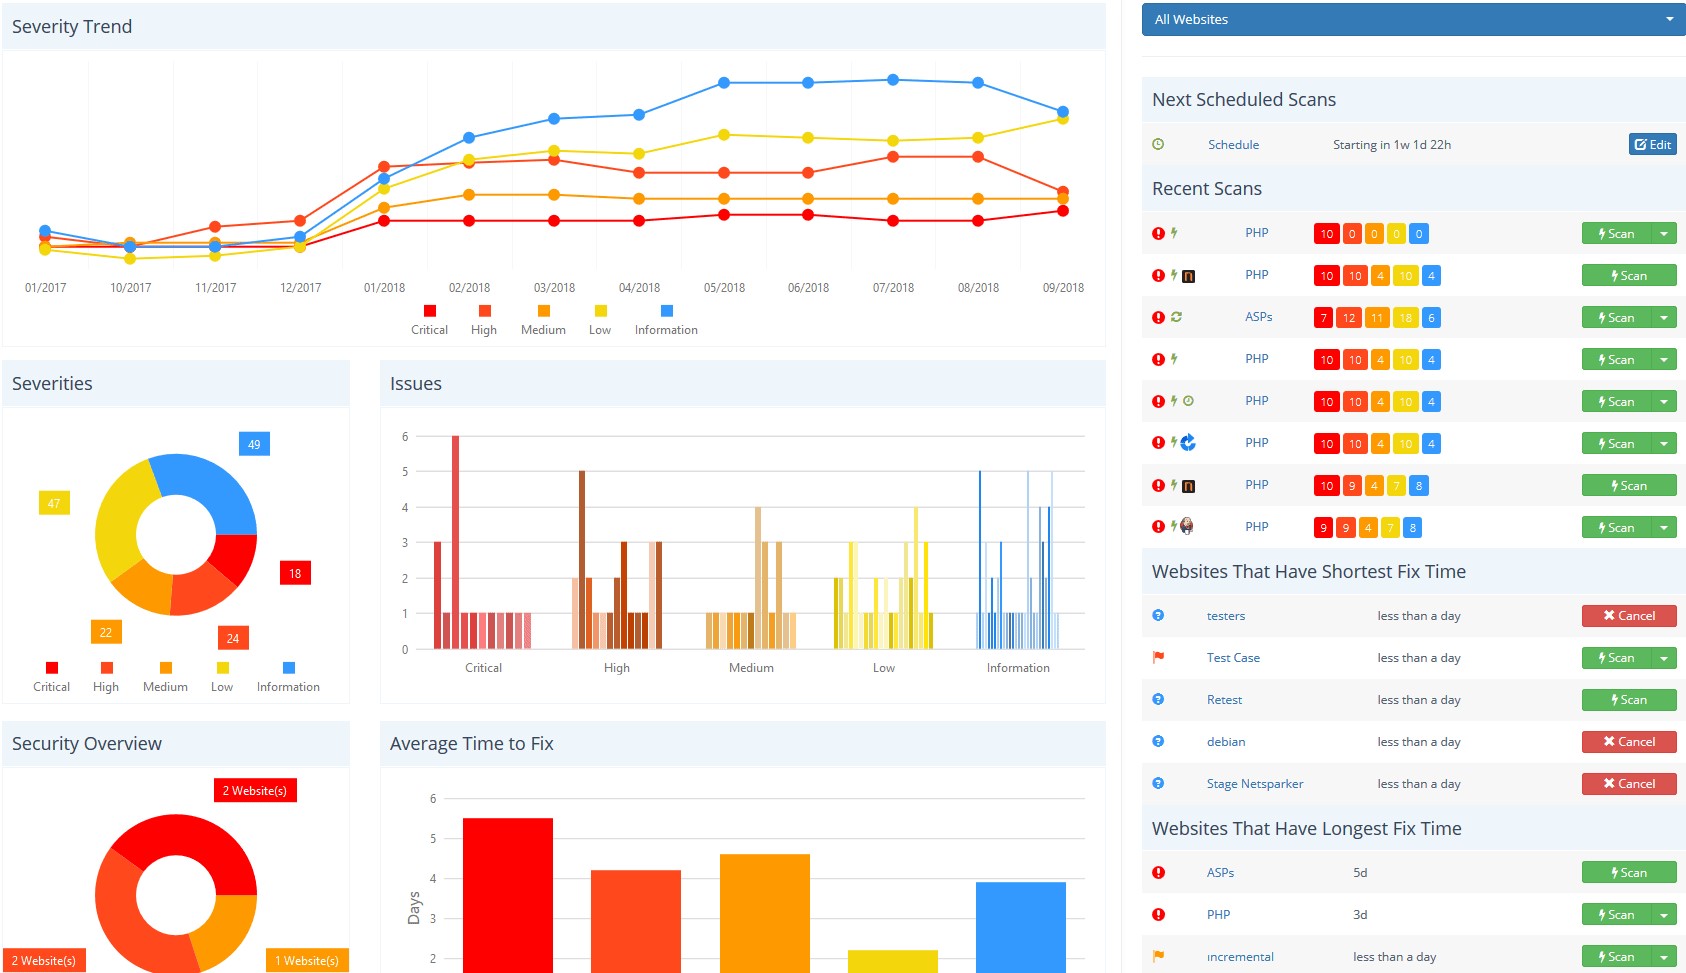 Severity Trend
01/2017 10/2017 11/2017 12/2017 01/2018 02/2018 03/2018 04/2018 05/2018 06/2018 07/2018 08/2018 09/2018
Critical High Medium Low Information
Severities
49
47
18
22
24
Critical High Medium Low Information
Issues
6
5
4
3
2
1
0
Critical High Medium Low Information
Security Overview
2 Website(s)
2 Website(s)
1 Website(s)
Average Time to Fix
Days
6
5
4
3
2
All Websites
Next Scheduled Scans
Schedule Starting in 1w 1d 22h Edit
Recent Scans
PHP 10 0 0 0 0 Scan
n PHP 10 10 4 10 4 Scan
ASPs 7 12 11 18 6 Scan
PHP 10 10 4 10 4 Scan
PHP 10 10 4 10 4 Scan
PHP 10 10 4 10 4 Scan
n PHP 10 9 4 7 8 Scan
PHP 9 9 4 7 8 Scan
Websites That Have Shortest Fix Time
testers less than a day Cancel
Test Case less than a day Scan
Retest less than a day Scan
debian less than a day Cancel
Stage Netsparker less than a day Cancel
Websites That Have Longest Fix Time
ASPs 5d Scan
PHP 3d Scan
incremental less than a day Scan